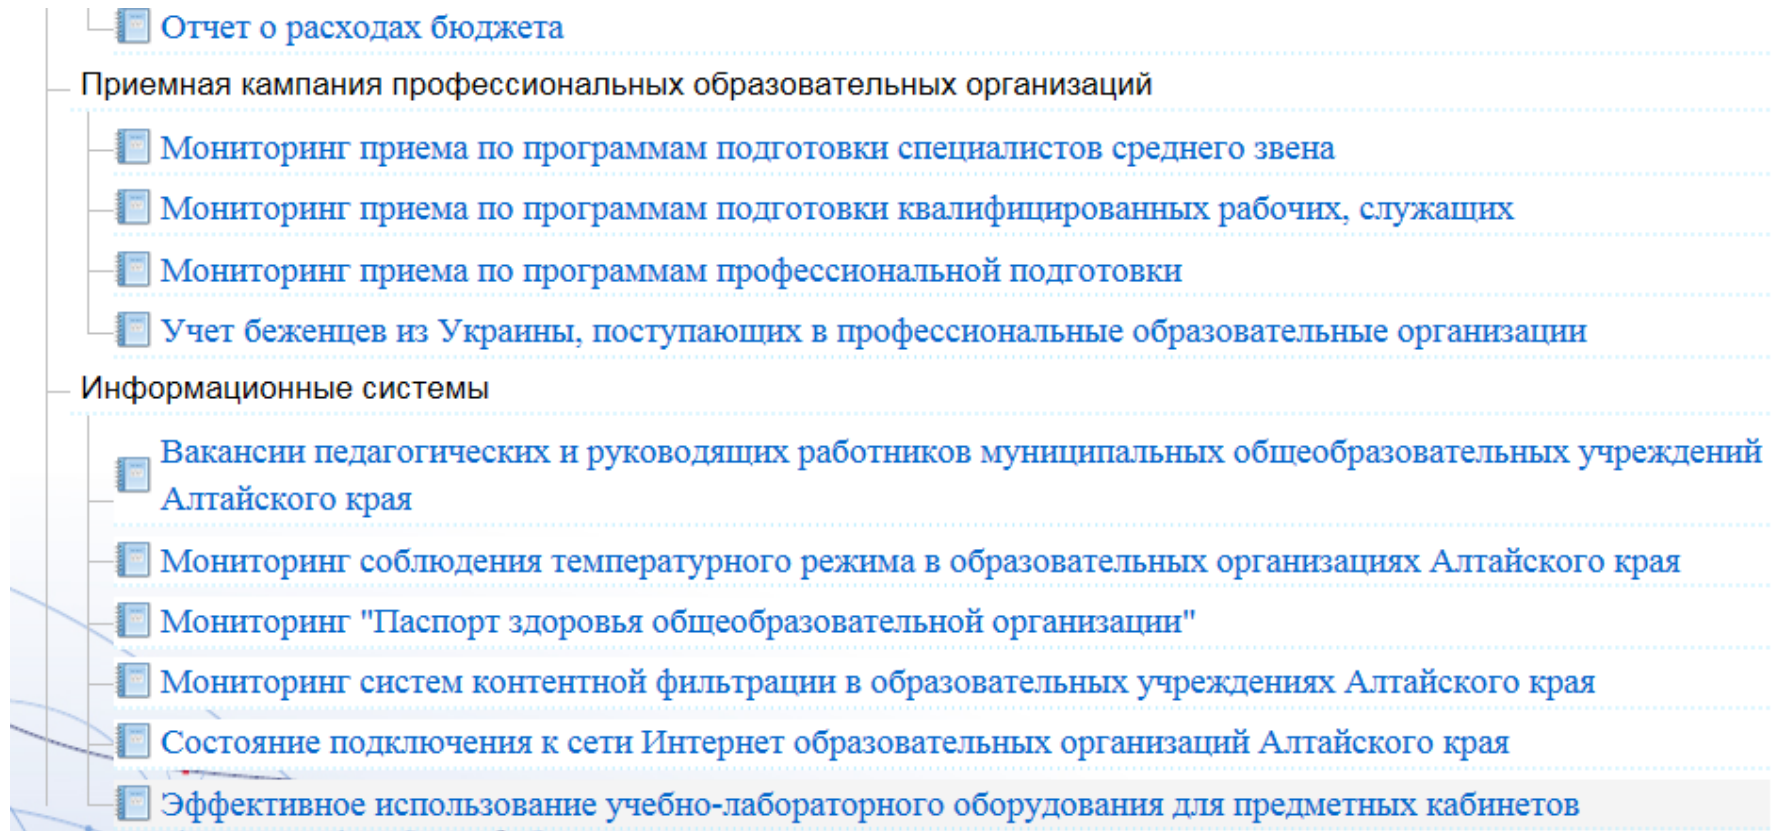 Отчет о расходах бюджета
Приемная кампания профессиональных образовательных организаций
Мониторинг приема по программам подготовки специалистов среднего звена
Мониторинг приема по программам подготовки квалифицированных рабочих, служащих
Мониторинг приема по программам профессиональной подготовки
Учет беженцев из Украины, поступающих в профессиональные образовательные организации
Информационные системы
Вакансии педагогических и руководящих работников муниципальных общеобразовательных учреждений
Алтайского края
Мониторинг соблюдения температурного режима в образовательных организациях Алтайского края
Мониторинг "Паспорт здоровья общеобразовательной организации"
Мониторинг систем контентной фильтрации в образовательных учреждениях Алтайского края
Состояние подключения к сети Интернет образовательных организаций Алтайского края
Эффективное использование учебно-лабораторного оборудования для предметных кабинетов